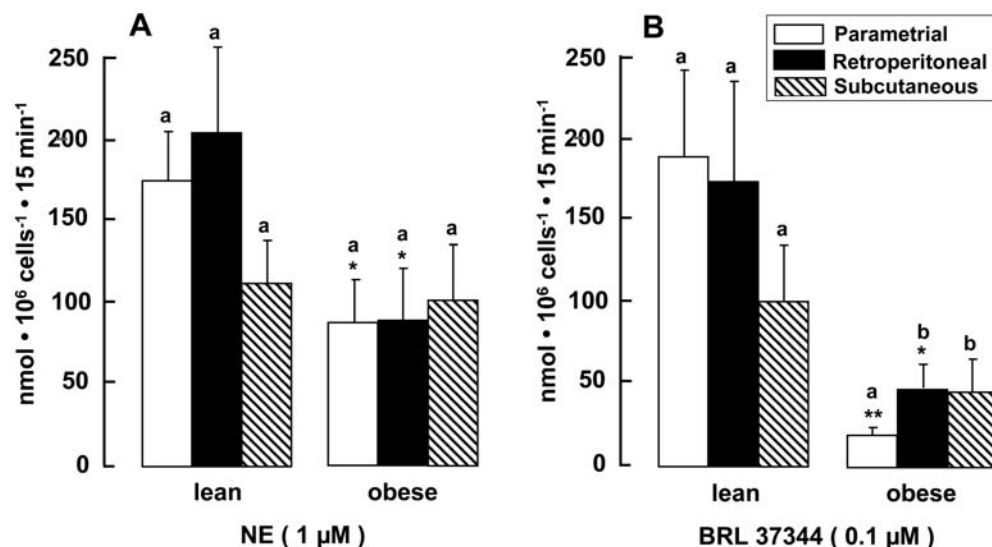 A
250
200
150
100
50
0
nmol • 10⁶ cells⁻¹ • 15 min⁻¹
a
a
a
a
*
a
*
a
lean
obese
NE ( 1 µM )
B
Parametrial
Retroperitoneal
Subcutaneous
250
200
150
100
50
0
nmol • 10⁶ cells⁻¹ • 15 min⁻¹
a
a
a
a
**
b
*
b
lean
obese
BRL 37344 ( 0.1 µM )